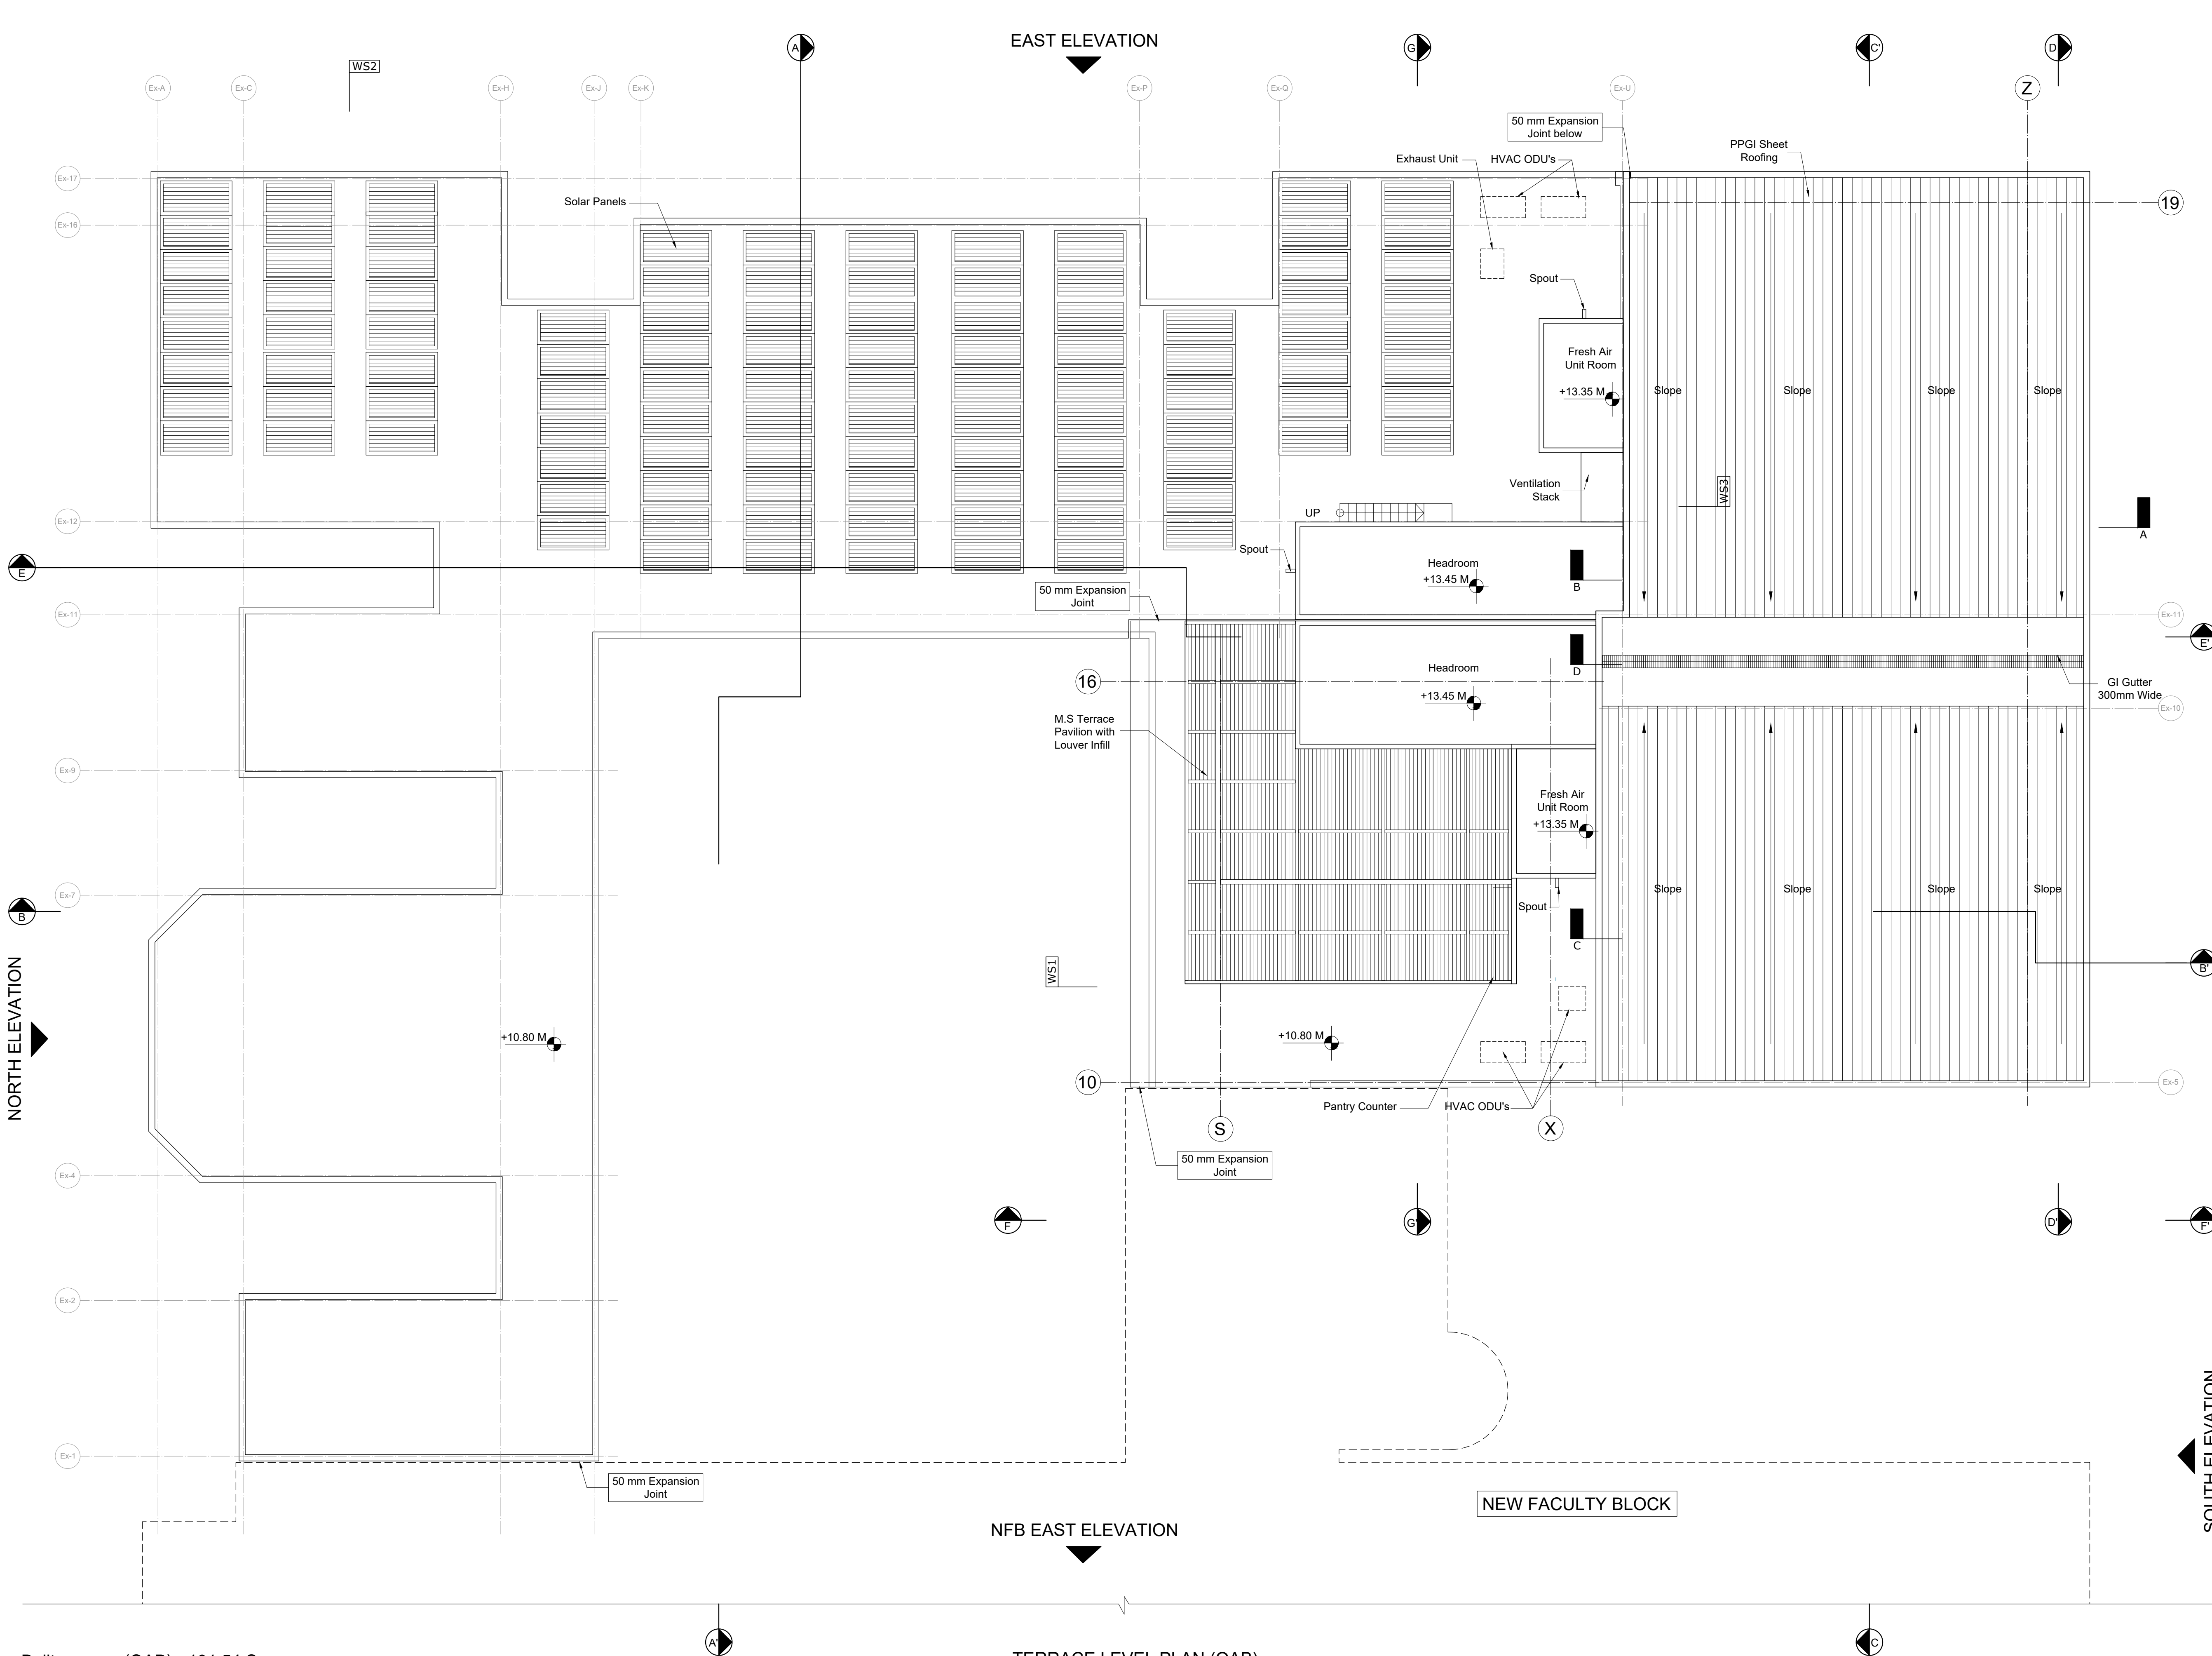 EAST ELEVATION
A
G
C'
D
WS2
Ex-A
Ex-C
Ex-H
Ex-J
Ex-K
Ex-P
Ex-Q
Ex-U
Z
50 mm Expansion
Joint below
PPGI Sheet
Roofing
Exhaust Unit
HVAC ODU's
Ex-17
Solar Panels
19
Ex-16
Spout
Fresh Air
Unit Room
+13.35 M
Slope
Slope
Slope
Slope
Ventilation
Stack
WS3
UP
Ex-12
A
Spout
Headroom
+13.45 M
B
E
50 mm Expansion
Joint
Ex-11
Ex-11
E'
Headroom
D
16
+13.45 M
GI Gutter
300mm Wide
Ex-10
M.S Terrace
Pavilion with
Louver Infill
Ex-9
Fresh Air
Unit Room
+13.35 M
Ex-7
Slope
Slope
Slope
Slope
Spout
B
C
NORTH ELEVATION
WS1
B'
+10.80 M
+10.80 M
10
Ex-5
Pantry Counter
HVAC ODU's
S
X
50 mm Expansion
Joint
Ex-4
F
G'
D'
F'
Ex-2
SOUTH ELEVATION
Ex-1
50 mm Expansion
Joint
NEW FACULTY BLOCK
NFB EAST ELEVATION
A'
C